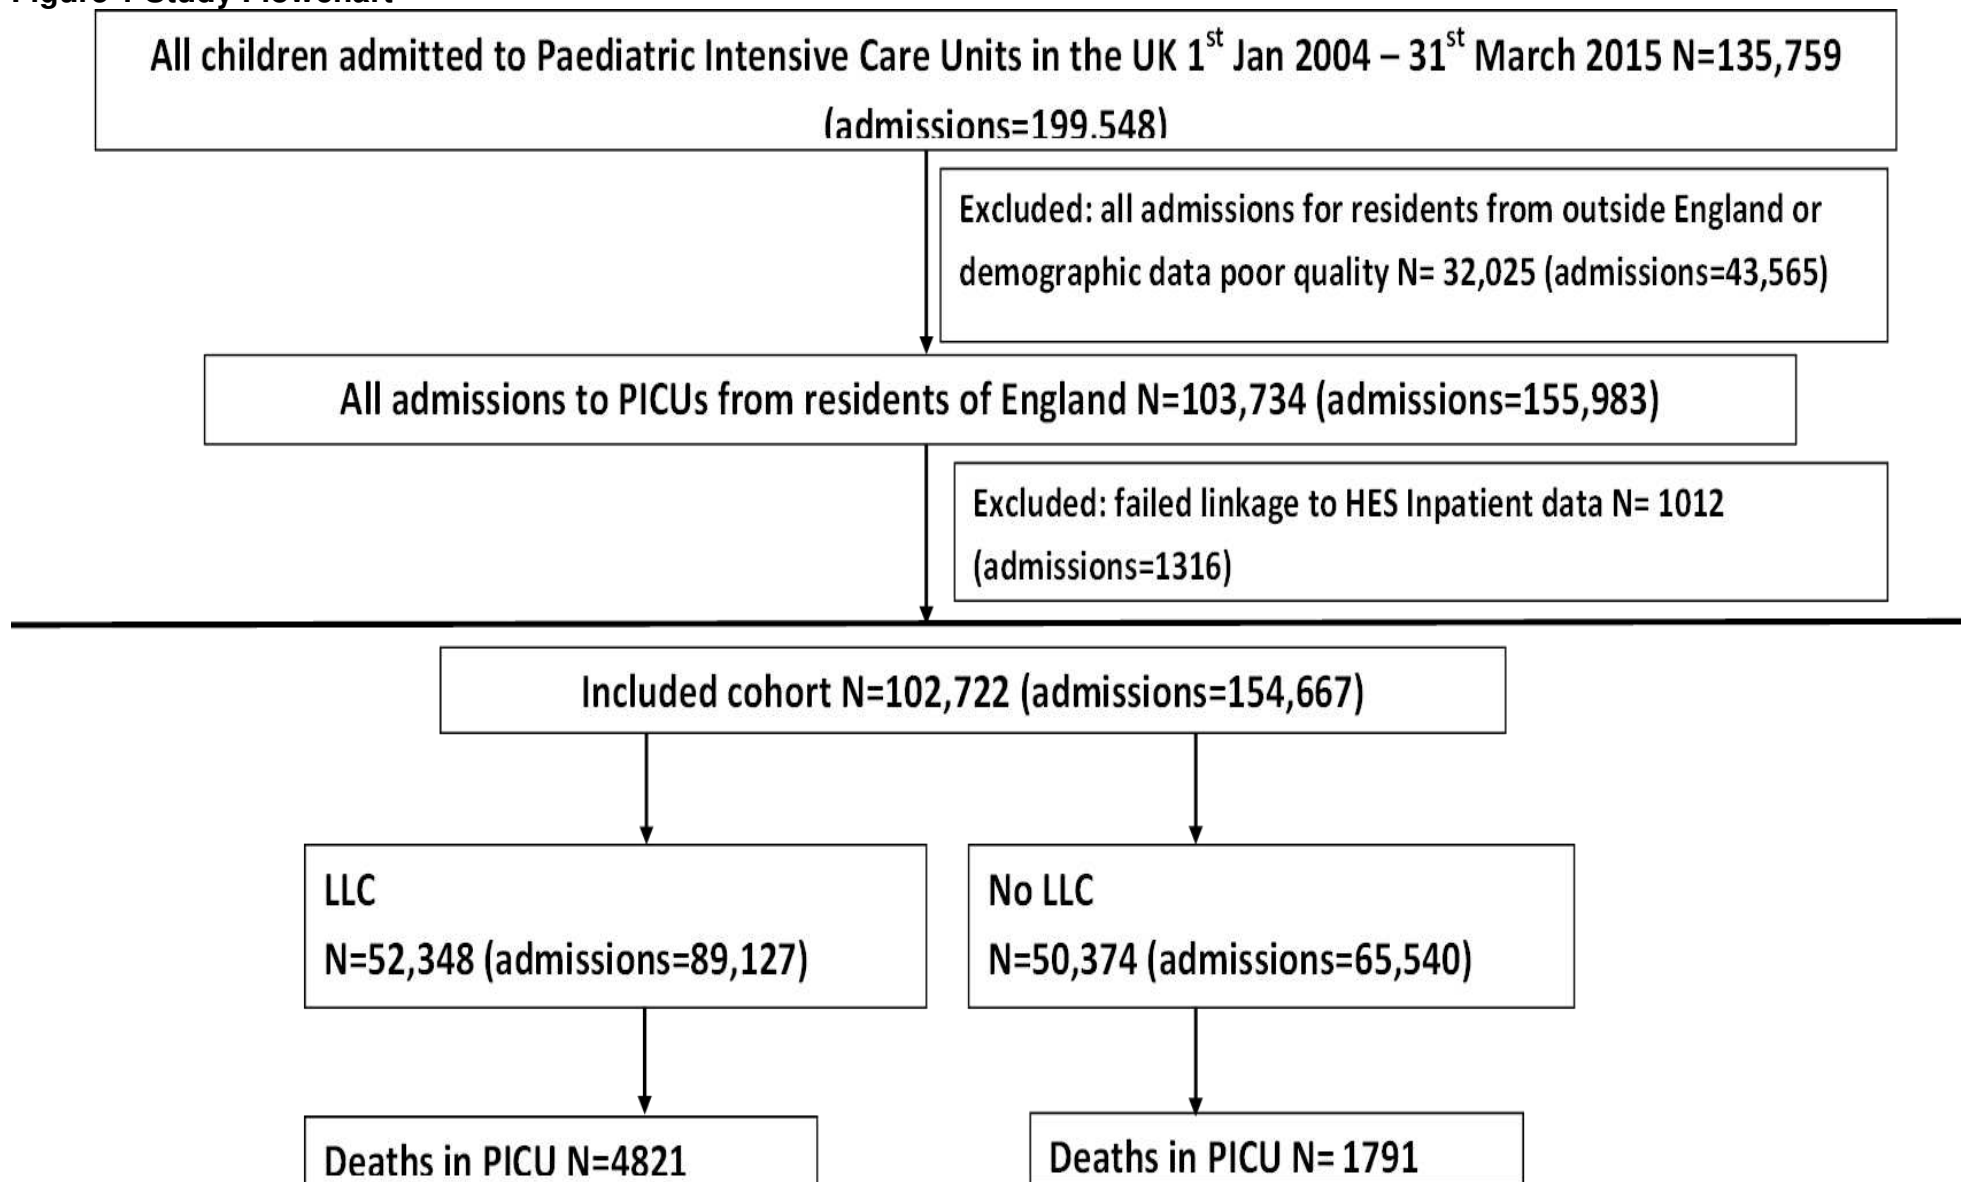 Figure 1 Study Flowchart
All children admitted to Paediatric Intensive Care Units in the UK 1st Jan 2004 – 31st March 2015 N=135,759
(admissions=199,548)
Excluded: all admissions for residents from outside England or
demographic data poor quality N= 32,025 (admissions=43,565)
All admissions to PICUs from residents of England N=103,734 (admissions=155,983)
Excluded: failed linkage to HES Inpatient data N= 1012
(admissions=1316)
Included cohort N=102,722 (admissions=154,667)
LLC
N=52,348 (admissions=89,127)
No LLC
N=50,374 (admissions=65,540)
Deaths in PICU N=4821
Deaths in PICU N= 1791